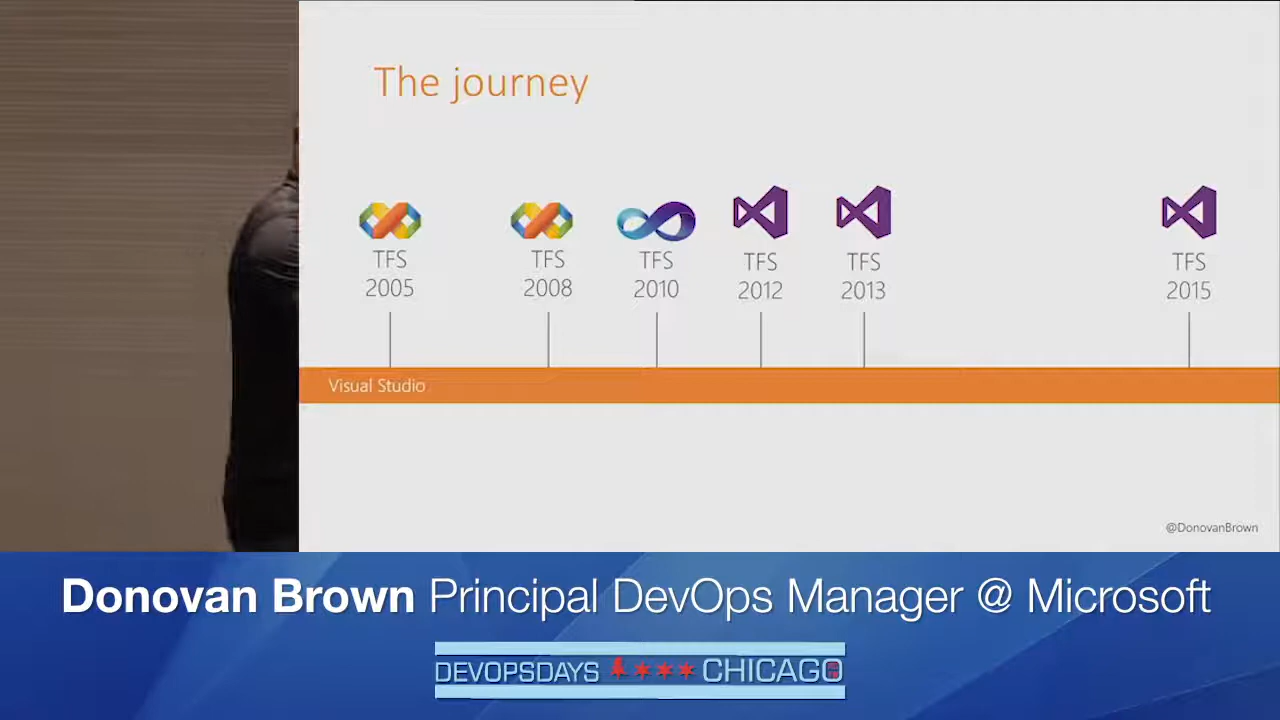 The journey
TFS
2005
TFS
2008
TFS
2010
TFS
2012
TFS
2013
TFS
2015
Visual Studio
@DonovanBrown
Donovan Brown Principal DevOps Manager @ Microsoft
DEVOPSDAYS CHICAGO